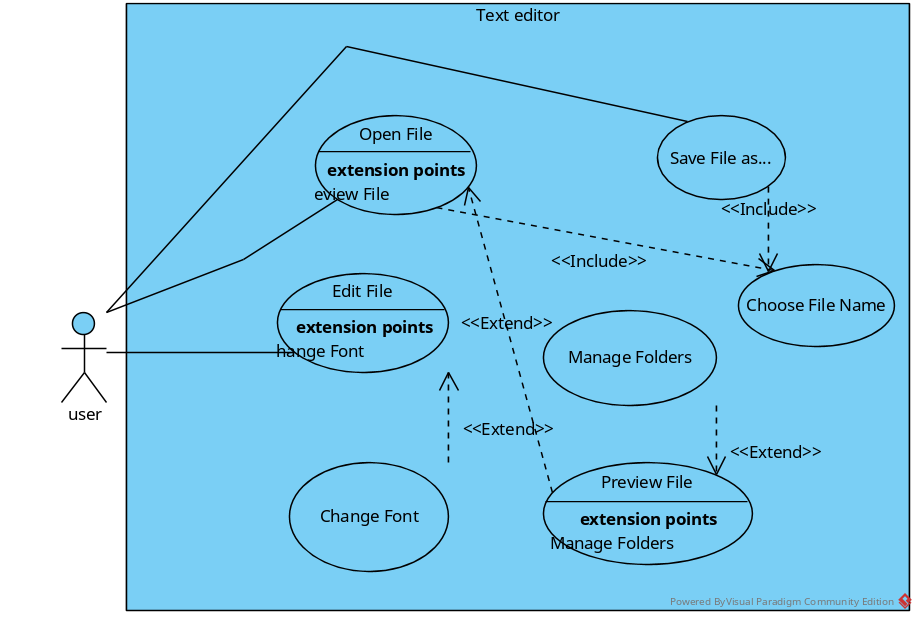 Text editor
Open File
extension points
eview File
Save File as...
<<Include>>
<<Include>>
Edit File
extension points
hange Font
<<Extend>>
Choose File Name
Manage Folders
user
<<Extend>>
<<Extend>>
Change Font
Preview File
extension points
Manage Folders
Powered ByVisual Paradigm Community Edition